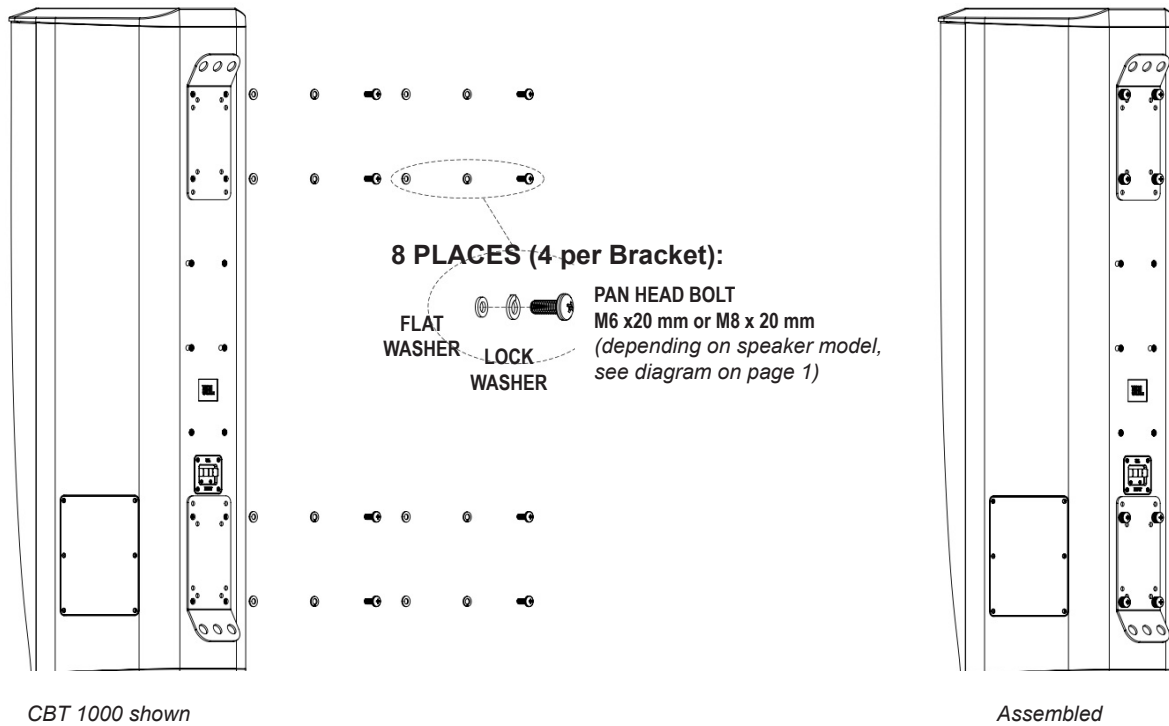 8 PLACES (4 per Bracket):
FLAT
WASHER
LOCK
WASHER
PAN HEAD BOLT
M6 x20 mm or M8 x 20 mm
(depending on speaker model,
see diagram on page 1)
CBT 1000 shown
Assembled